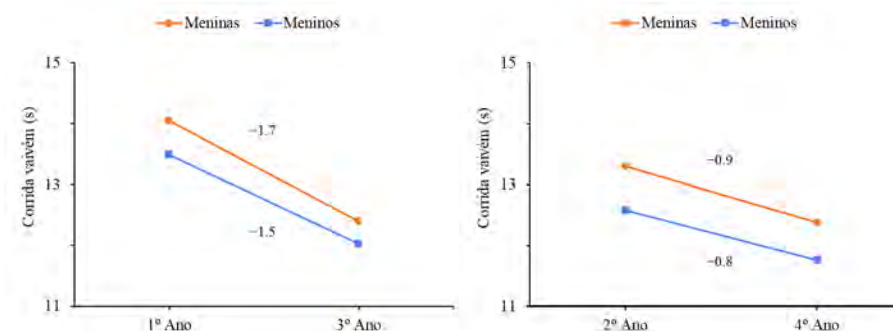 Meninas Meninos
15
13
11
Corrida vaivém (s)
−1.7
−1.5
1º Ano 3º Ano
Meninas Meninos
15
13
11
Corrida vaivém (s)
−0.9
−0.8
2º Ano 4º Ano